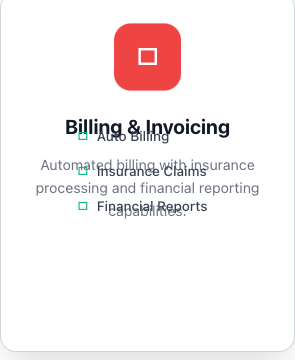 Billing & Invoicing
Auto Billing
Automated billing with insurance
Insurance Claims
processing and financial reporting
Financial Reports
capabilities.